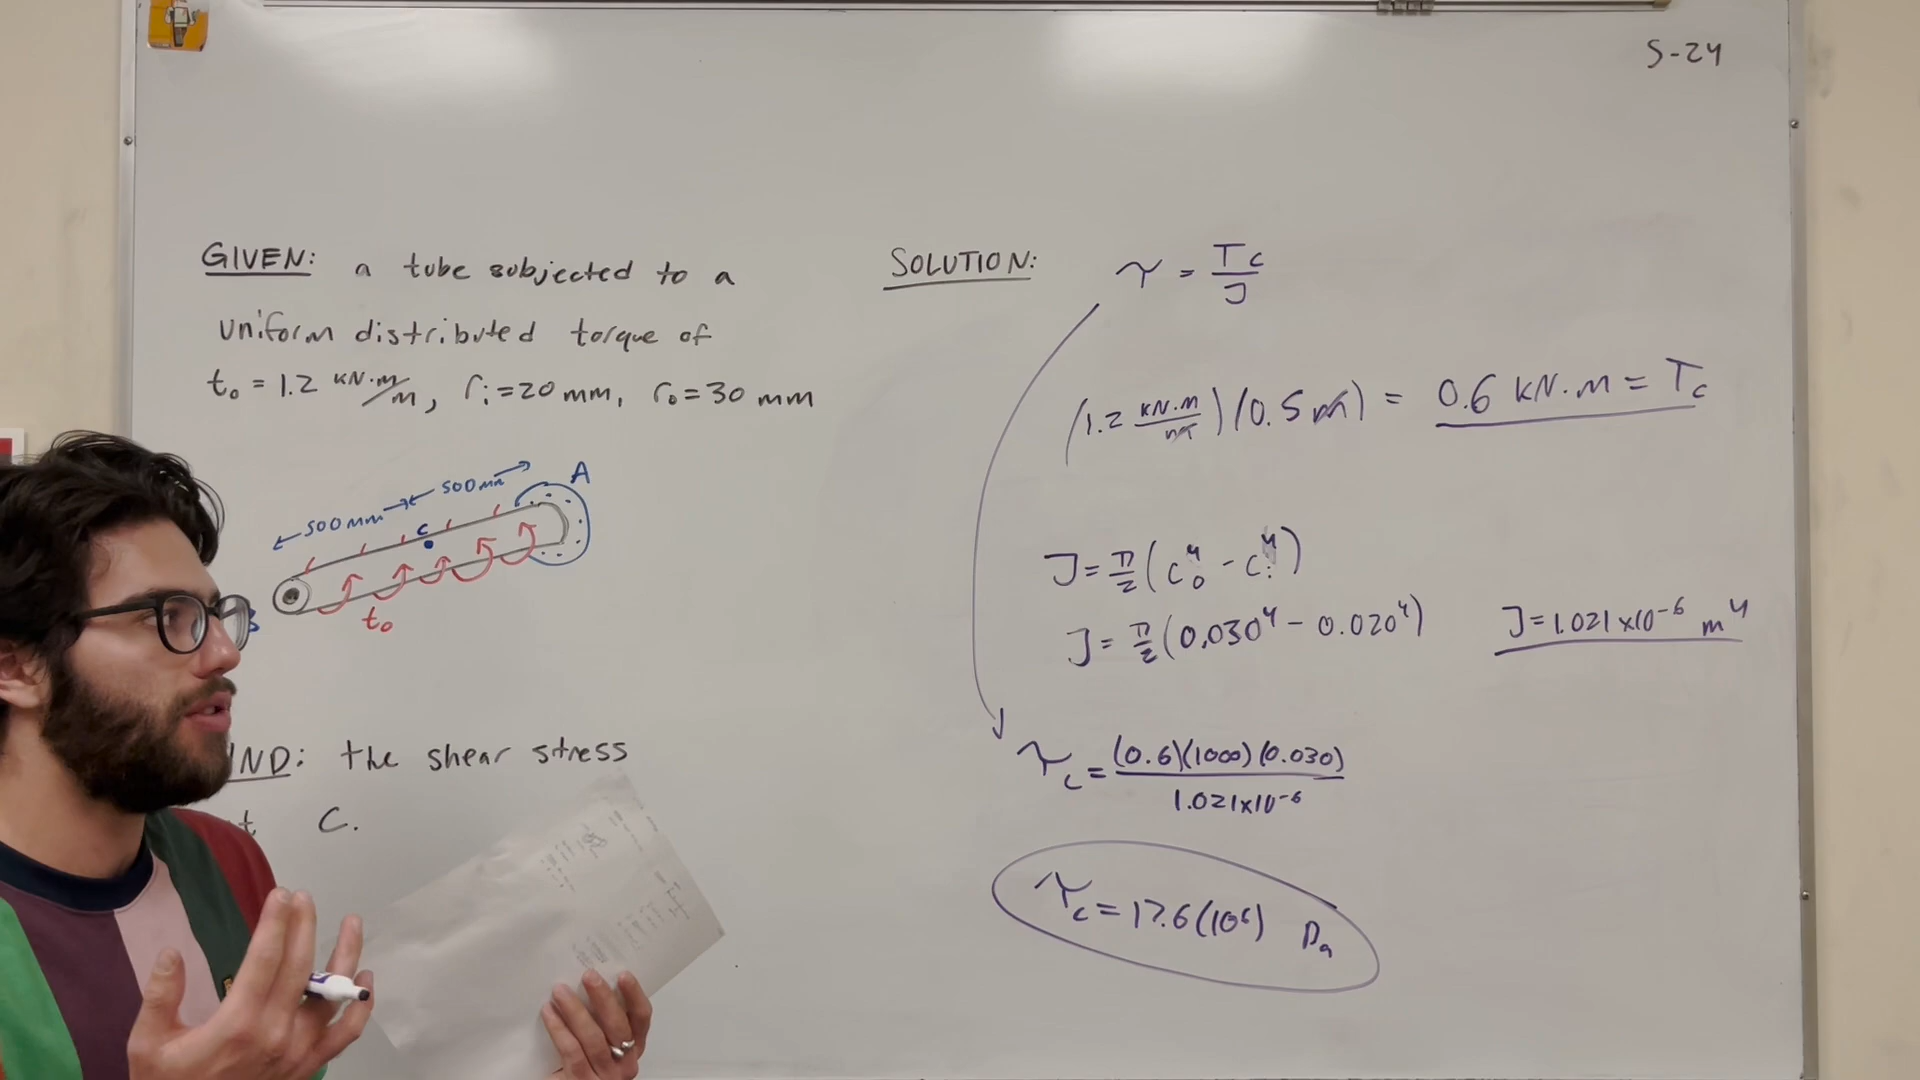 S-24
GIVEN: a tube subjected to a
uniform distributed torque of
t₀ = 1.2 kN·m/m, rᵢ = 20 mm, r₀ = 30 mm
500 mm
500 mm
A
C
t₀
the shear stress
C.
SOLUTION: τ = Tc/J
(1.2 kN·m/m)(0.5 m) = 0.6 kN·m = Tc
J = π/2 (c₀⁴ - cᵢ⁴)
J = π/2 (0.030⁴ - 0.020⁴) J = 1.021×10⁻⁶ m⁴
τc = (0.6)(1000)(0.030)/1.021×10⁻⁶
τc = 17.6(10⁶) Pa